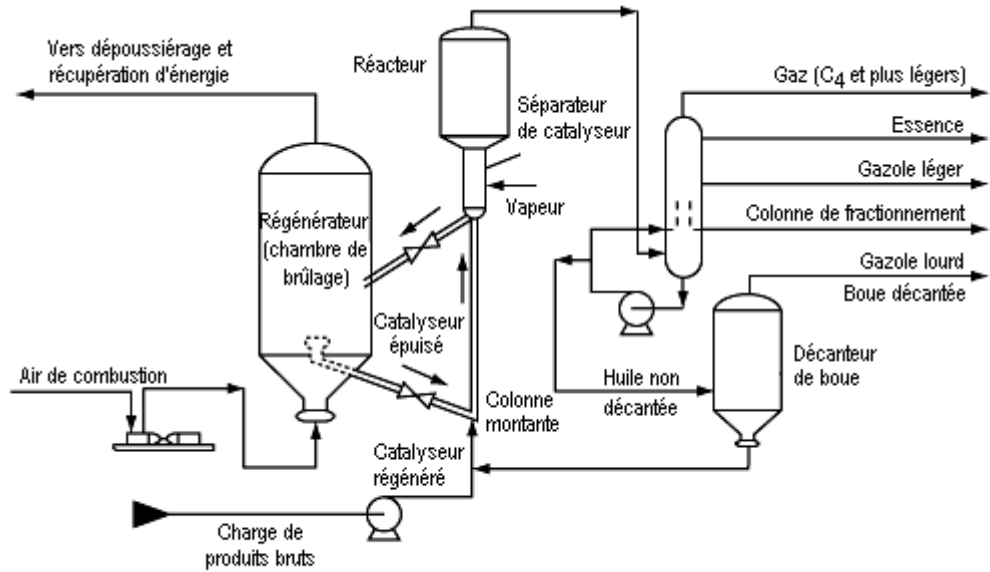 Vers dépoussiérage et
récupération d'énergie
Réacteur
Séparateur
de catalyseur
Vapeur
Régénérateur
(chambre de
brûlage)
Catalyseur
épuisé
Air de combustion
Colonne
montante
Catalyseur
régénéré
Charge de
produits bruts
Gaz (C4 et plus légers)
Essence
Gazole léger
Colonne de fractionnement
Gazole lourd
Boue décantée
Huile non
décantée
Décanteur
de boue